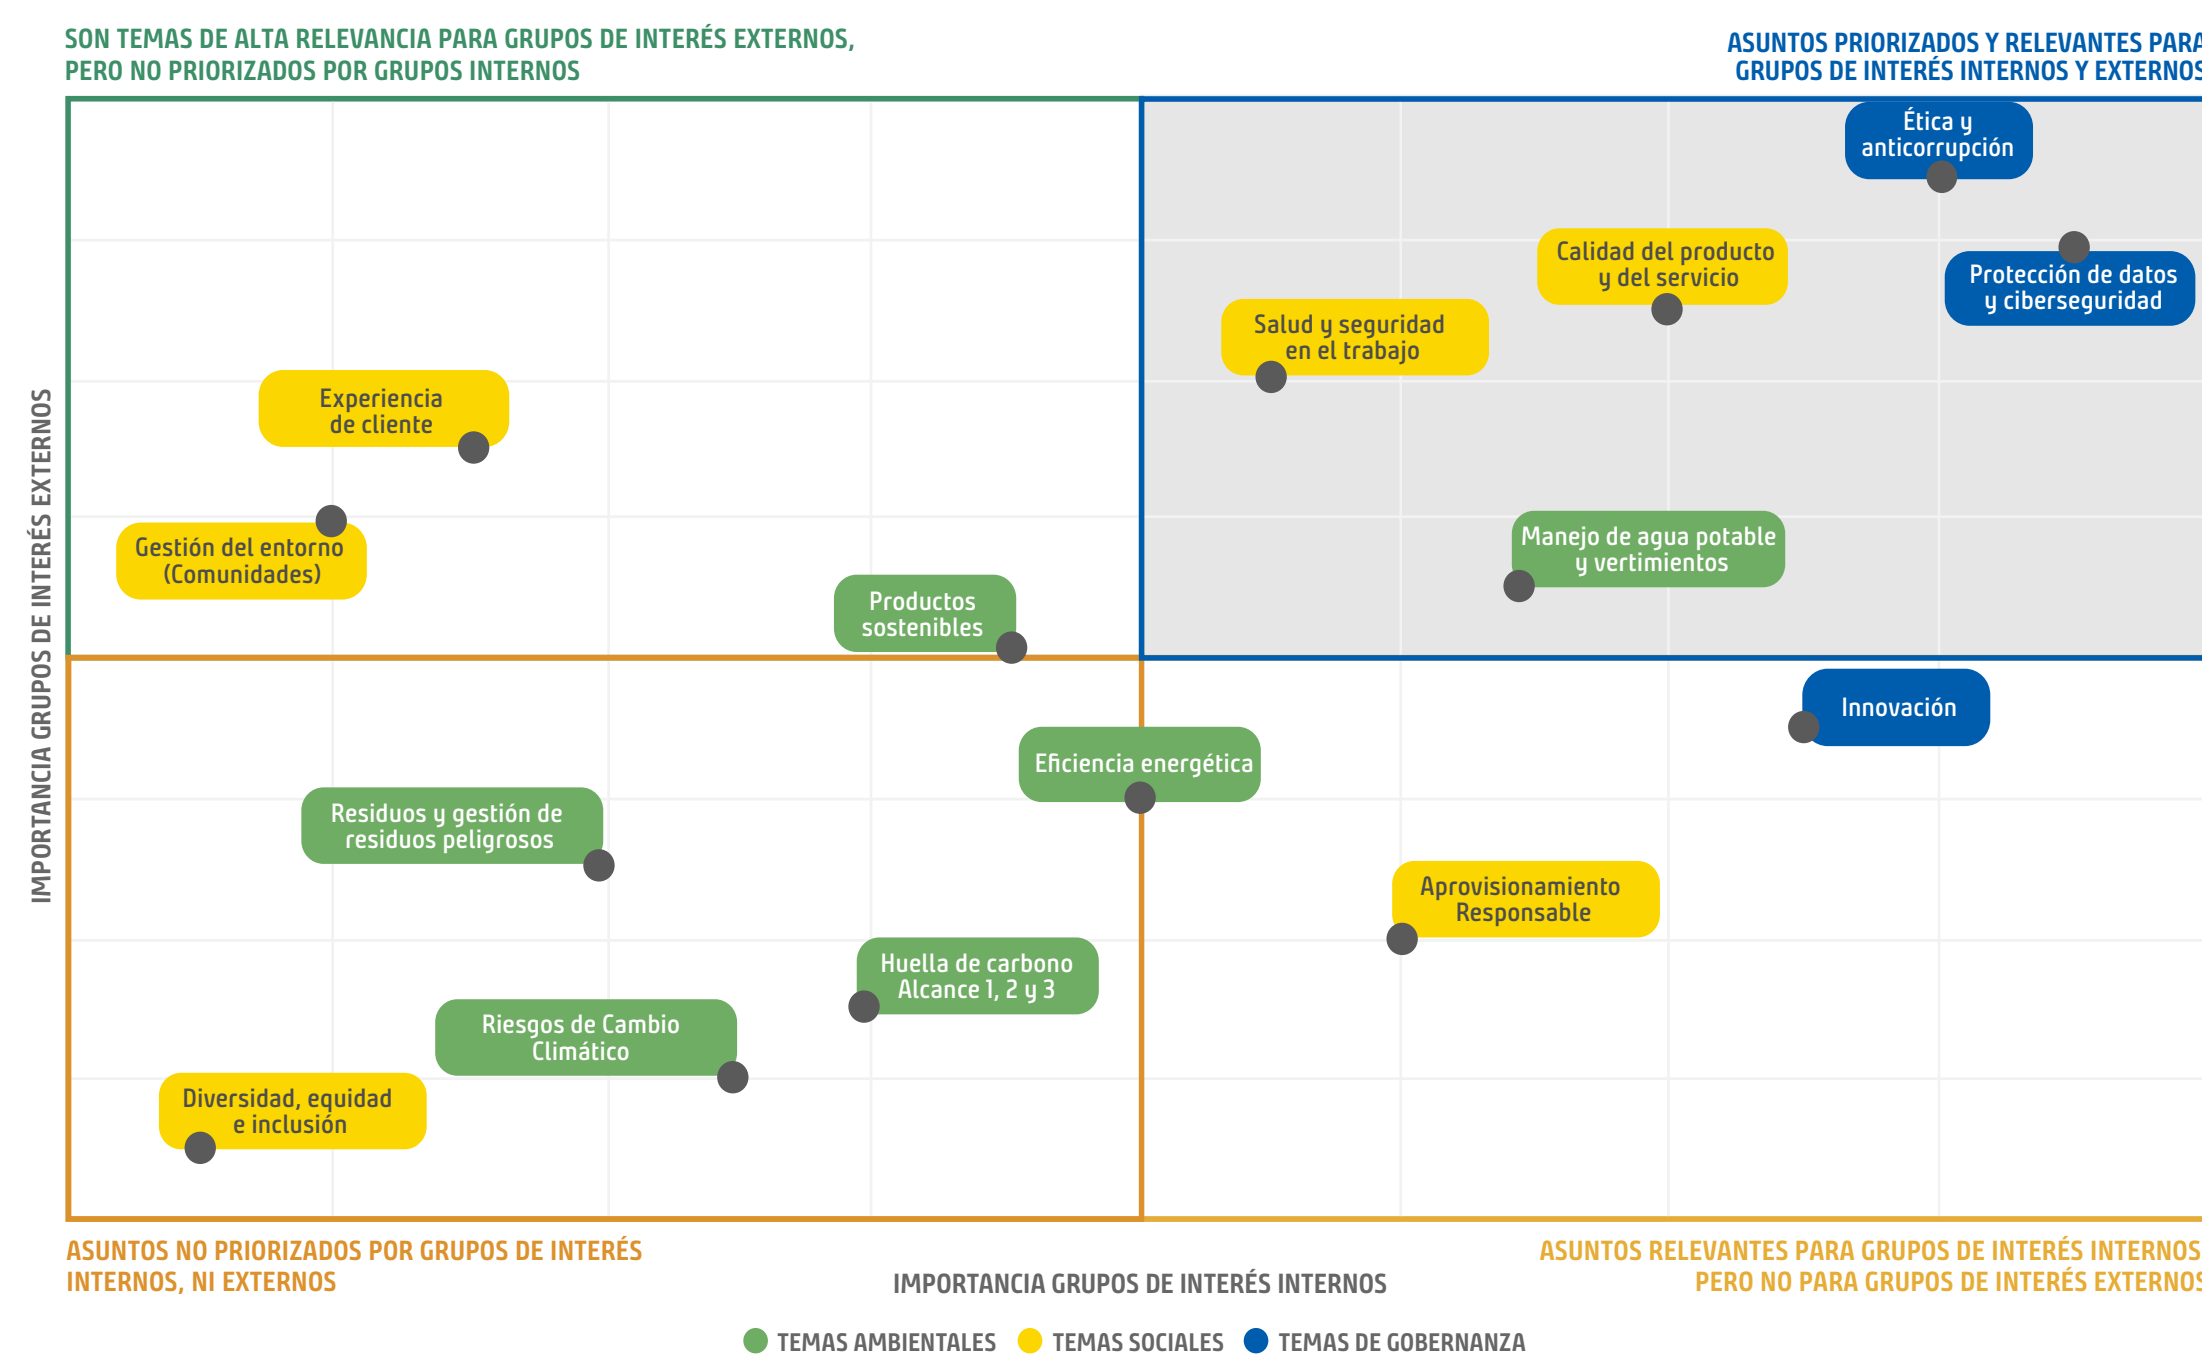 SON TEMAS DE ALTA RELEVANCIA PARA GRUPOS DE INTERÉS EXTERNOS,
PERO NO PRIORIZADOS POR GRUPOS INTERNOS
ASUNTOS PRIORIZADOS Y RELEVANTES PARA
GRUPOS DE INTERÉS INTERNOS Y EXTERNOS
Ética y
anticorrupción
Calidad del producto
y del servicio
Protección de datos
y ciberseguridad
Salud y seguridad
en el trabajo
Experiencia
de cliente
Gestión del entorno
(Comunidades)
Manejo de agua potable
y vertimientos
Productos
sostenibles
IMPORTANCIA GRUPOS DE INTERÉS EXTERNOS
Innovación
Eficiencia energética
Residuos y gestión de
residuos peligrosos
Aprovisionamiento
Responsable
Huella de carbono
Alcance 1, 2 y 3
Riesgos de Cambio
Climático
Diversidad, equidad
e inclusión
ASUNTOS NO PRIORIZADOS POR GRUPOS DE INTERÉS
INTERNOS, NI EXTERNOS
IMPORTANCIA GRUPOS DE INTERÉS INTERNOS
ASUNTOS RELEVANTES PARA GRUPOS DE INTERÉS INTERNOS
PERO NO PARA GRUPOS DE INTERÉS EXTERNOS
TEMAS AMBIENTALES
TEMAS SOCIALES
TEMAS DE GOBERNANZA